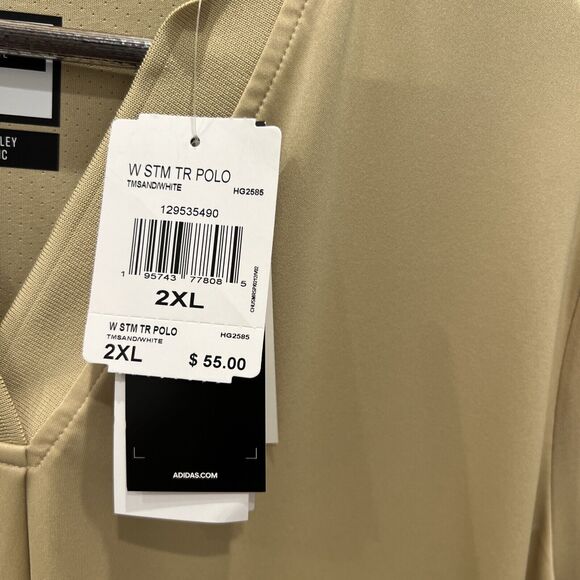 LEY
IC
W STM TR POLO
TMSAND/WHITE HG2585
129535490
1 95743 77808 5
2XL
W STM TR POLO HG2585
TMSAND/WHITE
2XL $ 55.00
ADIDAS.COM